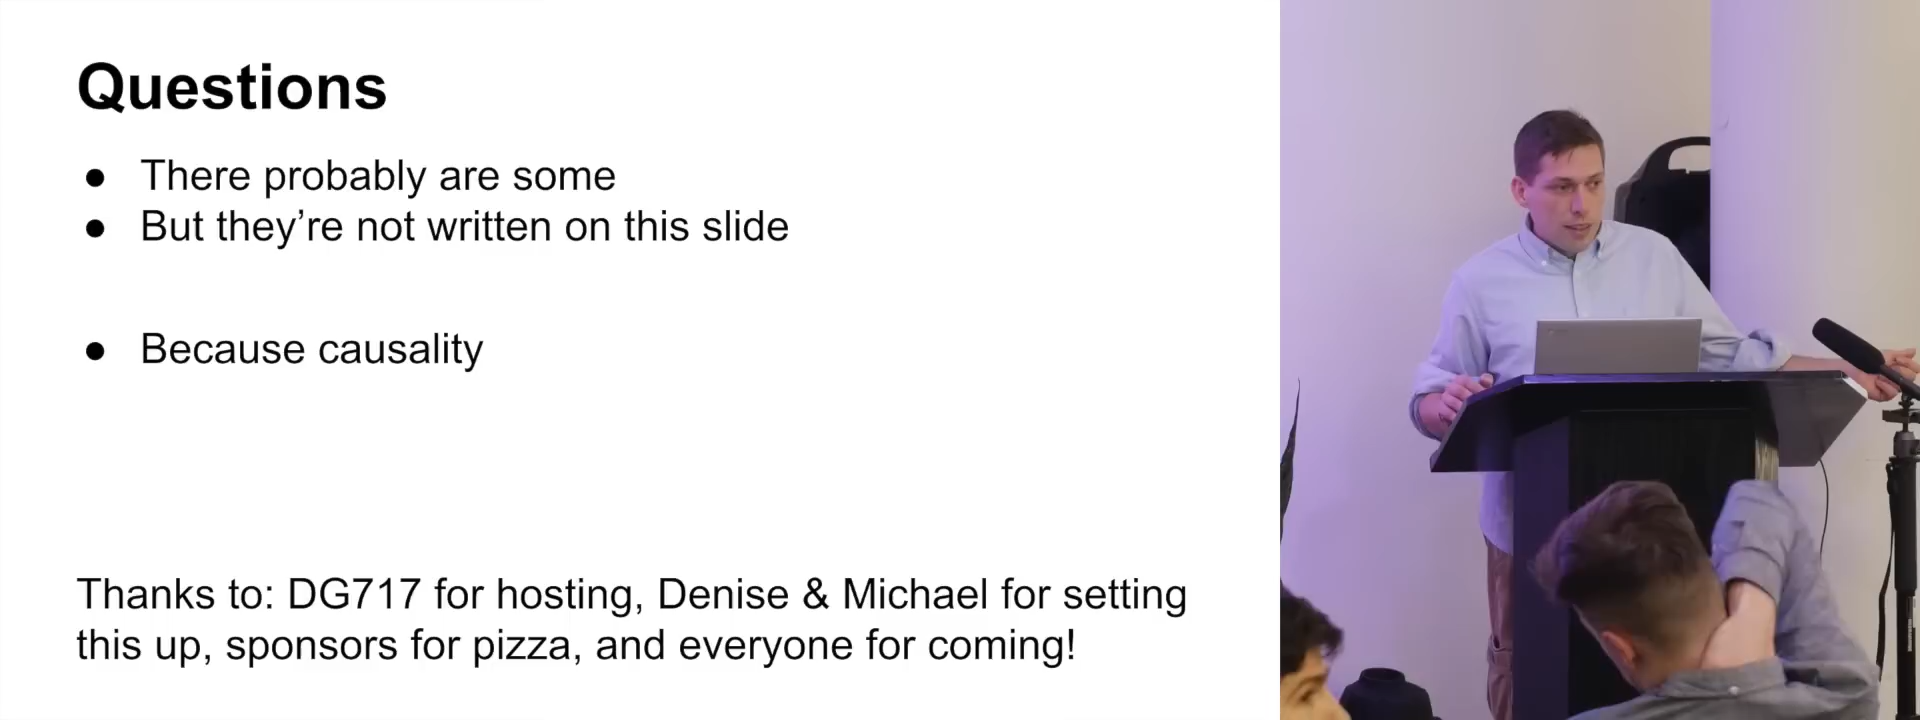 Questions
● There probably are some
● But they’re not written on this slide
● Because causality
Thanks to: DG717 for hosting, Denise & Michael for setting
this up, sponsors for pizza, and everyone for coming!